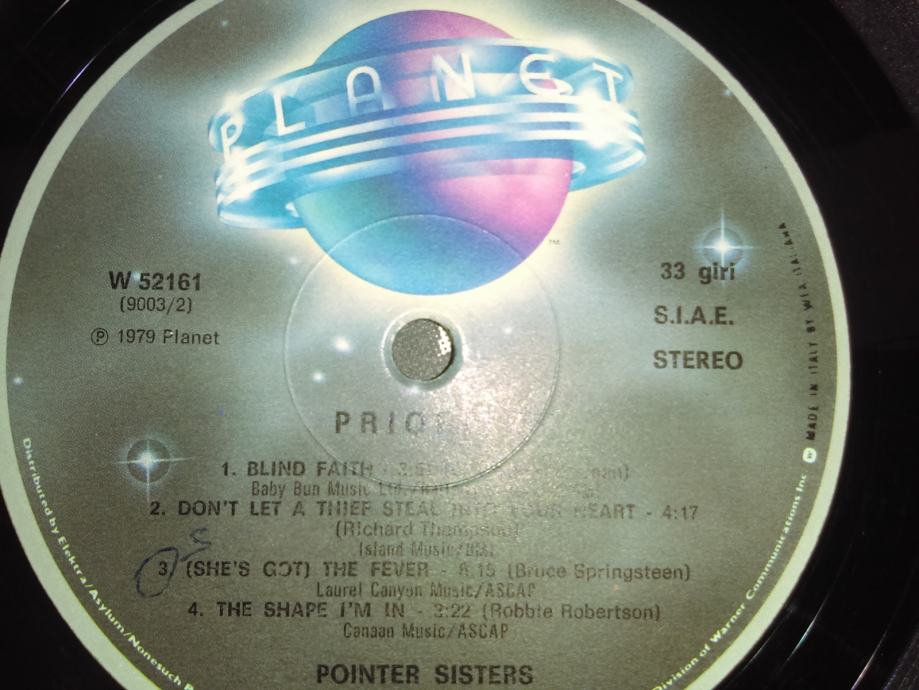 PLANET
TM
W 52161
(9003/2)
℗ 1979 Planet
33 giri
S.I.A.E.
STEREO
PRIO
1. BLIND FAITH
Baby Bun Music Ltd./
2. DON'T LET A THIEF STEAL INTO YOUR HEART - 4:17
(Richard Thompson)
Island Music/BMI
3. (SHE'S GOT) THE FEVER - 6:15 (Bruce Springsteen)
Laurel Canyon Music/ASCAP
4. THE SHAPE I'M IN - 3:22 (Robbie Robertson)
Canaan Music/ASCAP
POINTER SISTERS
Distributed by Elektra/Asylum/Nonesuch
Division of Warner Communications Inc
MADE IN ITALY BY WEA ITALIANA